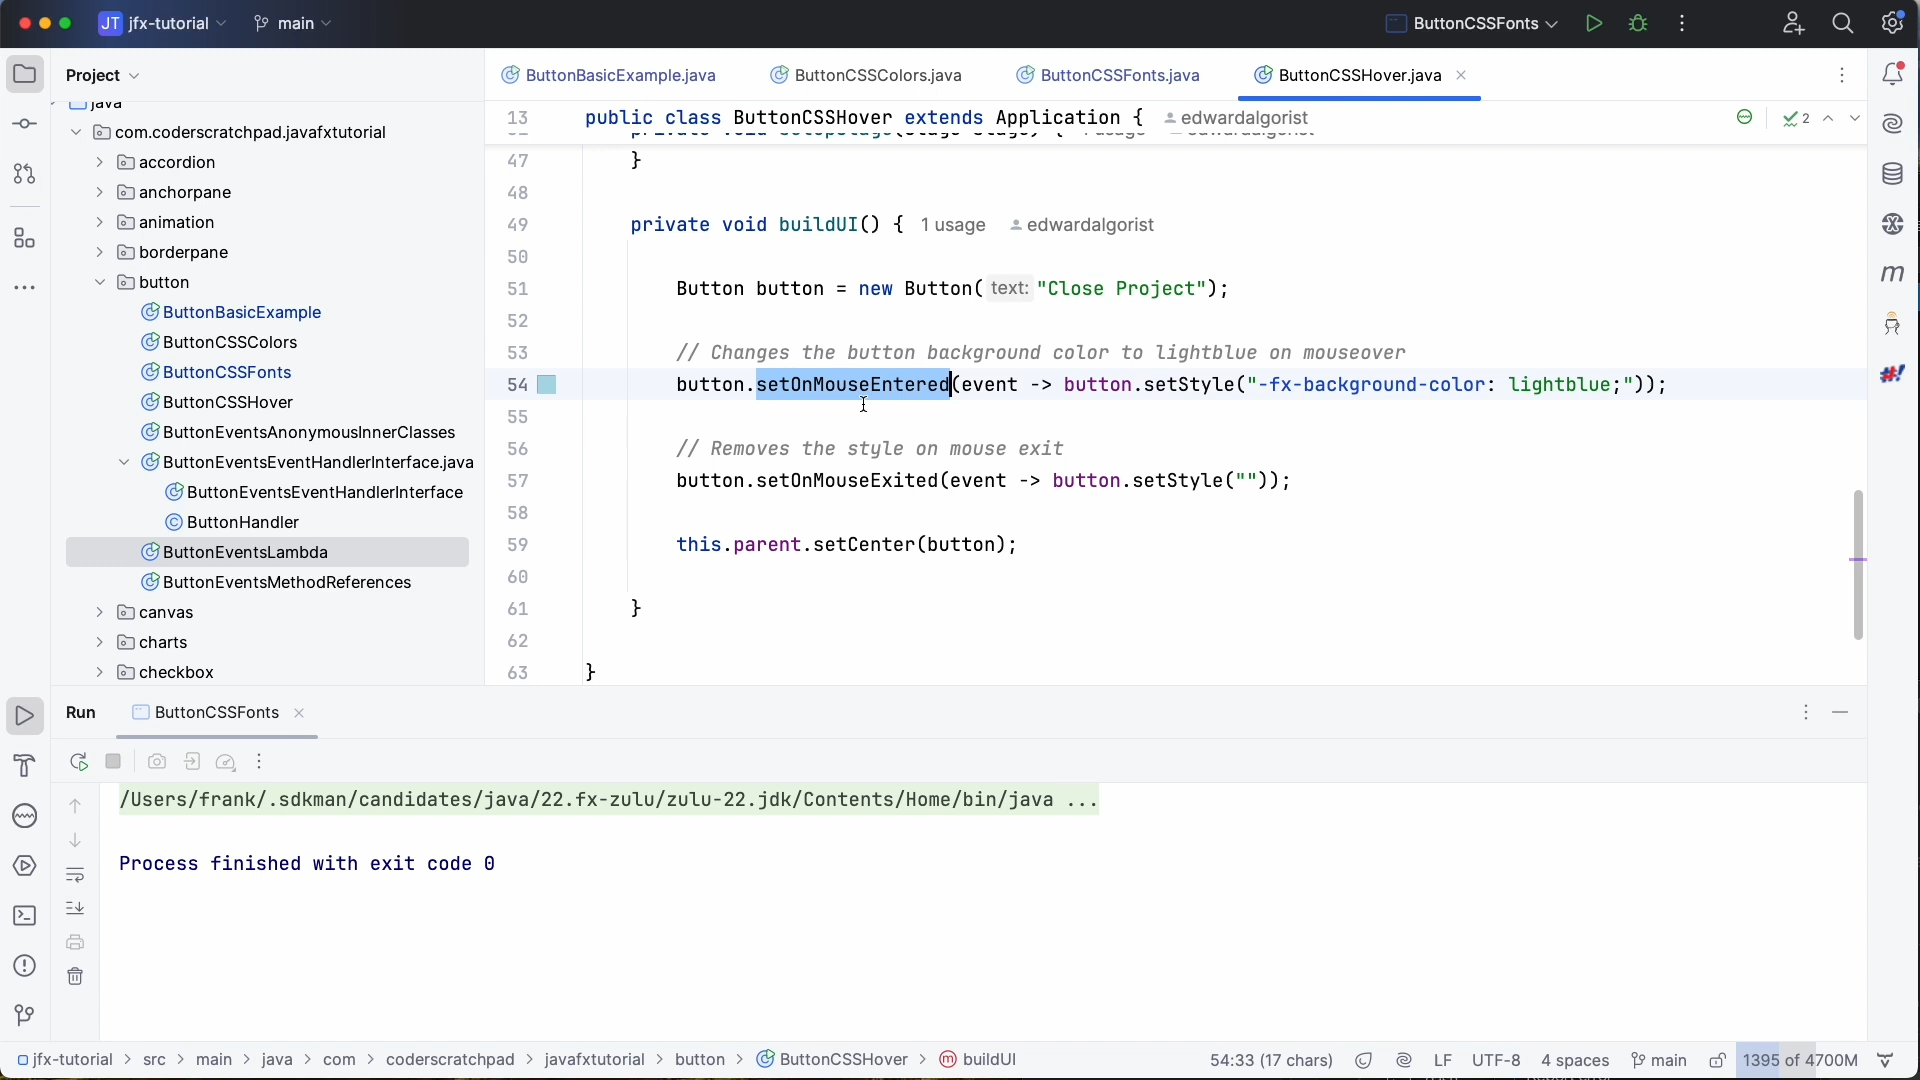 JT jfx-tutorial main ButtonCSSFonts
Project
java
com.coderscratchpad.javafxtutorial
accordion
anchorpane
animation
borderpane
button
ButtonBasicExample
ButtonCSSColors
ButtonCSSFonts
ButtonCSSHover
ButtonEventsAnonymousInnerClasses
ButtonEventsEventHandlerInterface.java
ButtonEventsEventHandlerInterface
ButtonHandler
ButtonEventsLambda
ButtonEventsMethodReferences
canvas
charts
checkbox
ButtonBasicExample.java ButtonCSSColors.java ButtonCSSFonts.java ButtonCSSHover.java
13 public class ButtonCSSHover extends Application { edwardalgorist 2
47 }
48
49 private void buildUI() { 1 usage edwardalgorist
50
51 Button button = new Button( text: "Close Project");
52
53 // Changes the button background color to lightblue on mouseover
54 button.setOnMouseEntered(event -> button.setStyle("-fx-background-color: lightblue;"));
55
56 // Removes the style on mouse exit
57 button.setOnMouseExited(event -> button.setStyle(""));
58
59 this.parent.setCenter(button);
60
61 }
62
63 }
Run ButtonCSSFonts
/Users/frank/.sdkman/candidates/java/22.fx-zulu/zulu-22.jdk/Contents/Home/bin/java ...
Process finished with exit code 0
jfx-tutorial > src > main > java > com > coderscratchpad > javafxtutorial > button > ButtonCSSHover > m buildUI 54:33 (17 chars) LF UTF-8 4 spaces main 1395 of 4700M